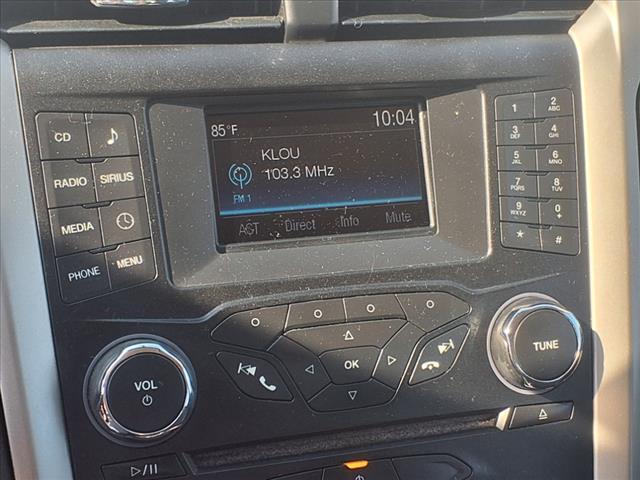 85°F 10:04
KLOU
103.3 MHz
FM 1
AST Direct Info Mute
CD
RADIO SIRIUS
MEDIA
PHONE MENU
1 2 ABC
3 DEF 4 GHI
5 JKL 6 MNO
7 PQRS 8 TUV
9 WXYZ 0 +
* #
OK
VOL
TUNE